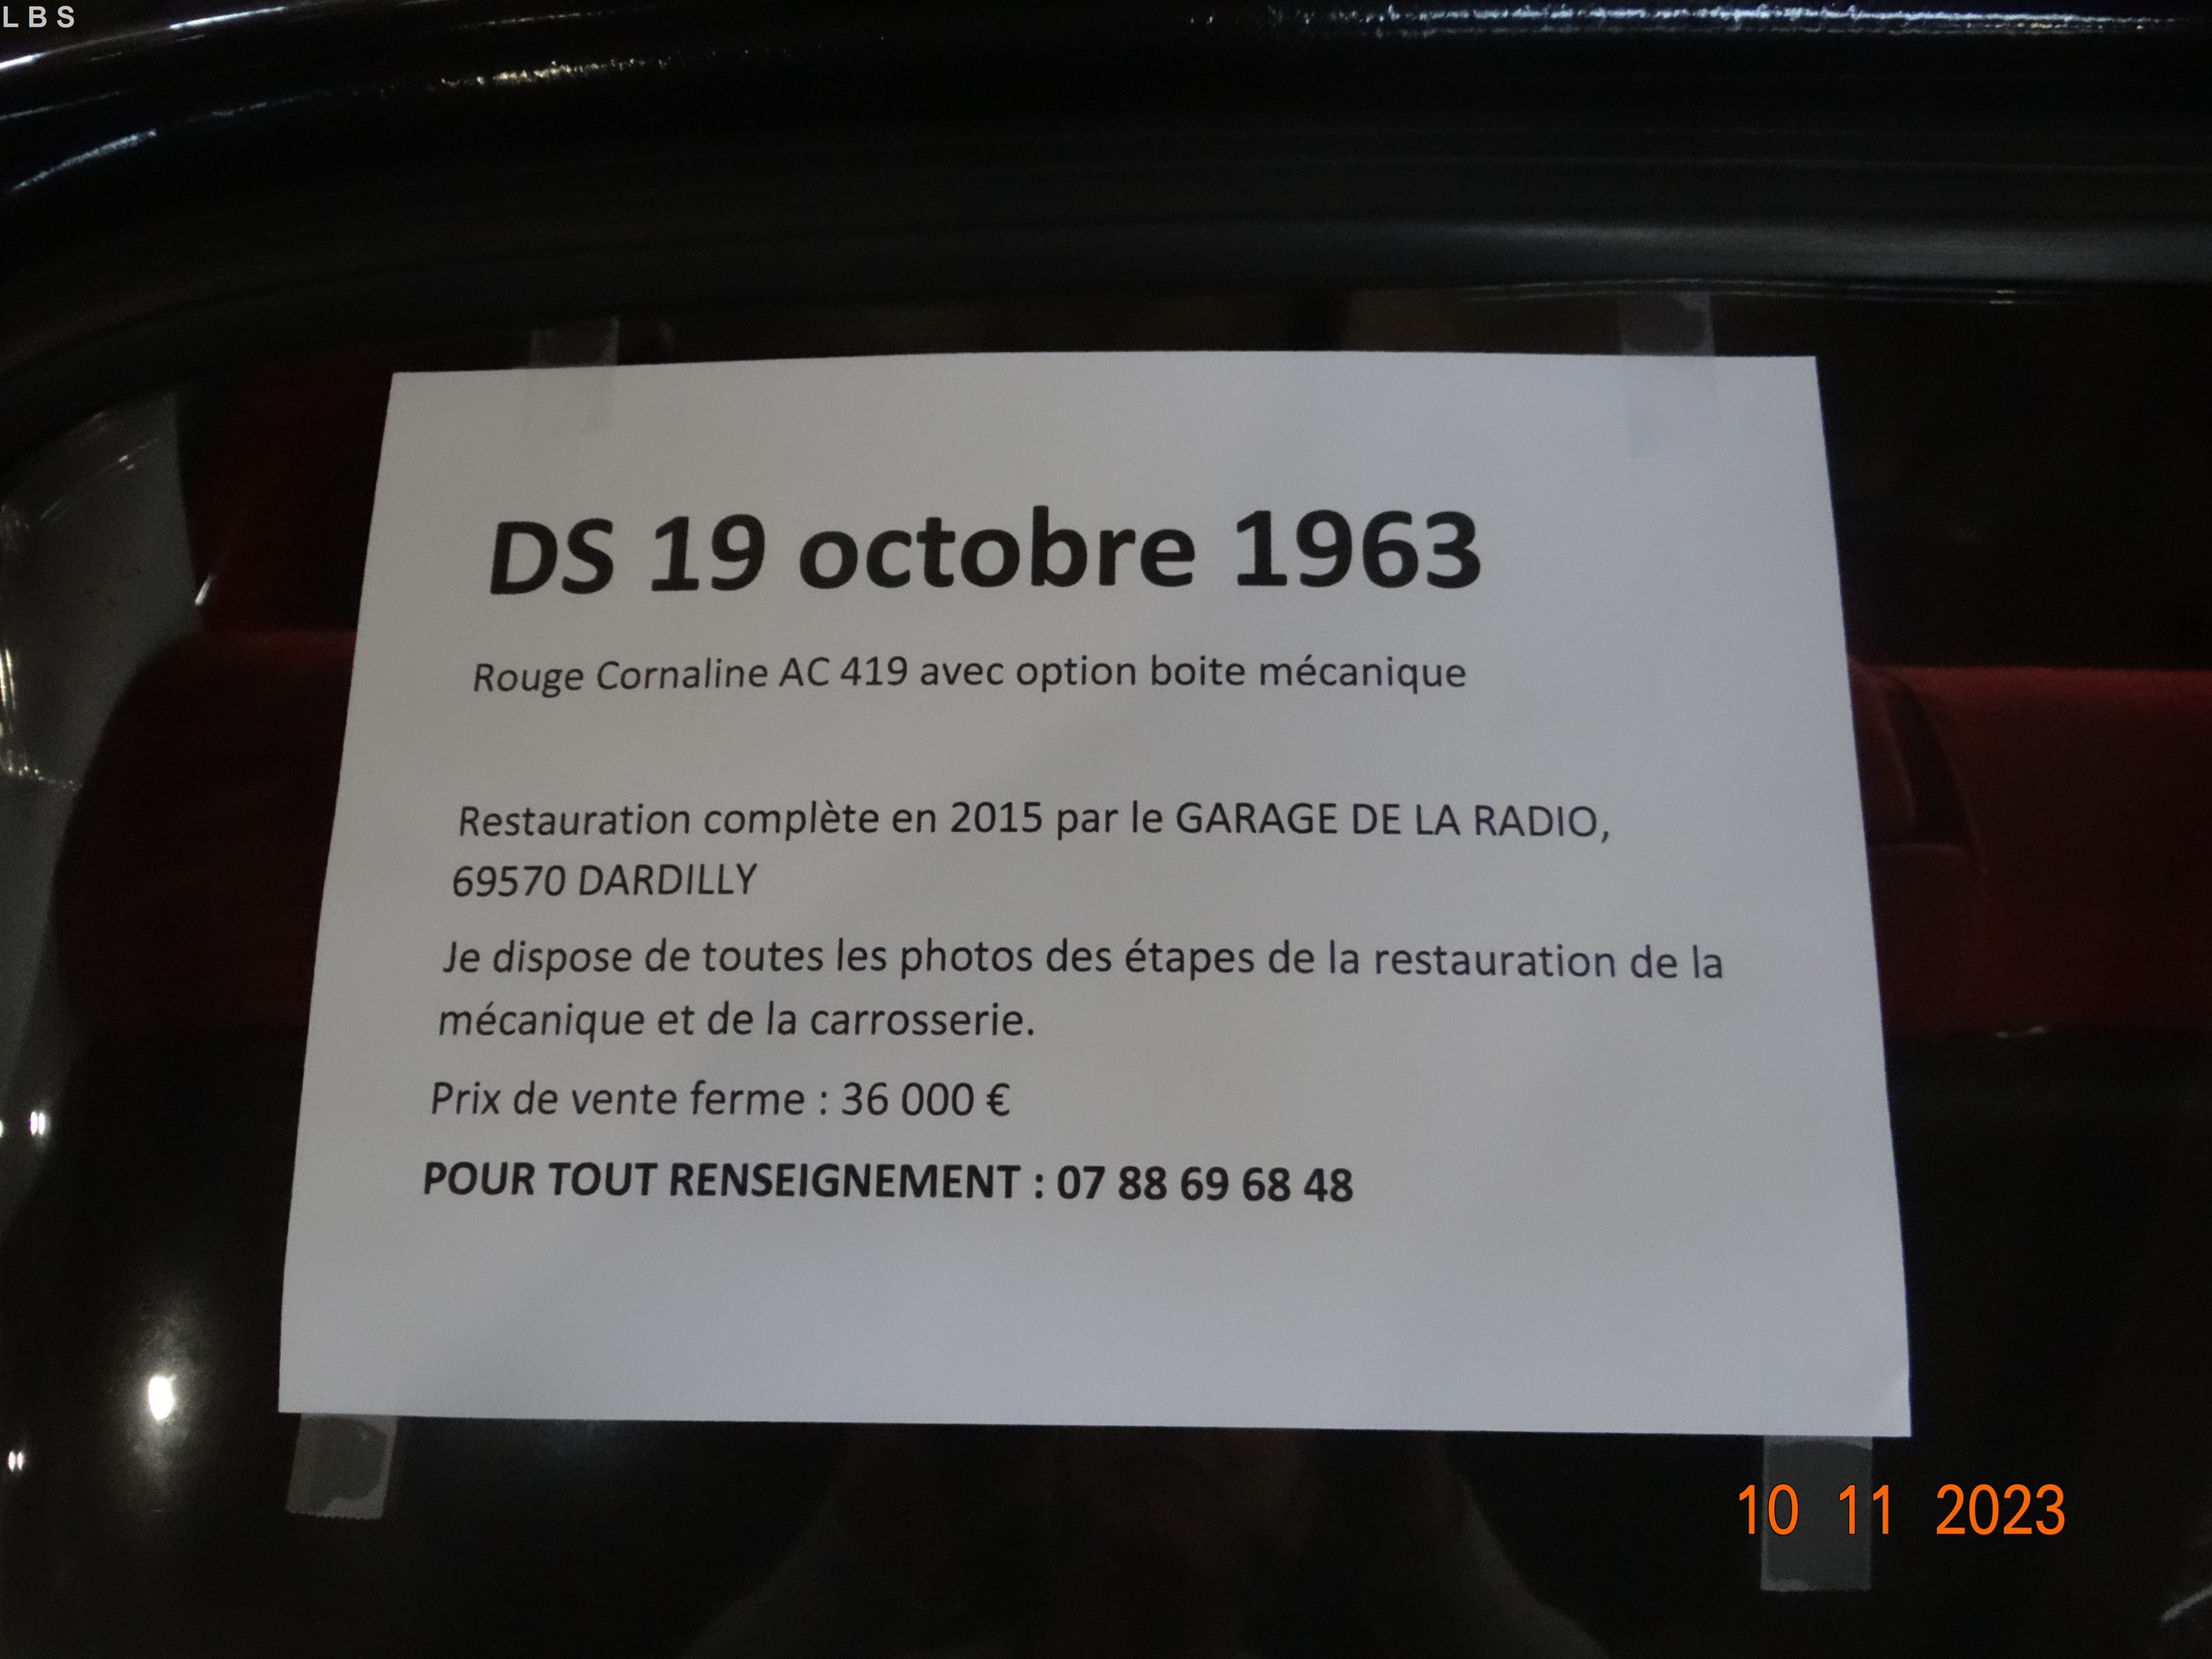 L B S
DS 19 octobre 1963
Rouge Cornaline AC 419 avec option boite mécanique
Restauration complète en 2015 par le GARAGE DE LA RADIO,
69570 DARDILLY
Je dispose de toutes les photos des étapes de la restauration de la
mécanique et de la carrosserie.
Prix de vente ferme : 36 000 €
POUR TOUT RENSEIGNEMENT : 07 88 69 68 48
10 11 2023